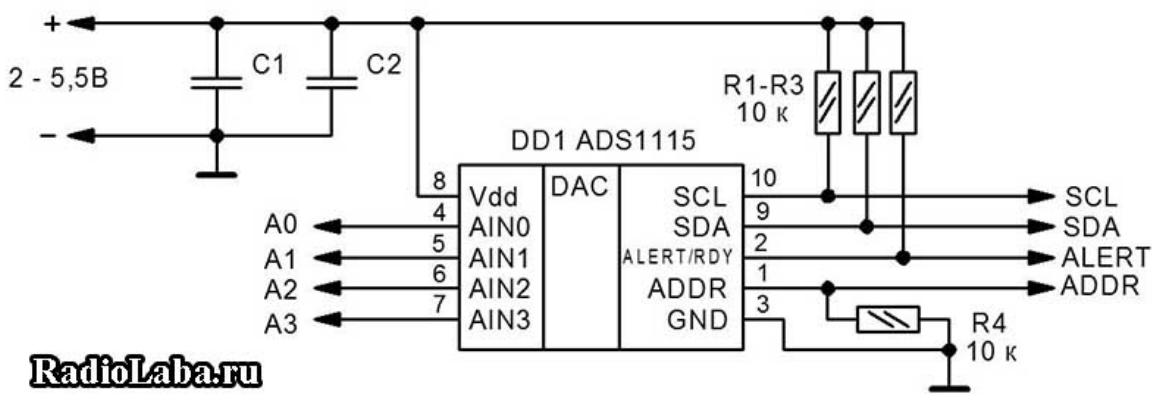 +
C1
C2
2 - 5,5В
R1-R3
10 к
–
DD1 ADS1115
8
Vdd
DAC
SCL
10
SCL
A0
4
AIN0
SDA
9
SDA
A1
5
AIN1
ALERT/RDY
2
ALERT
A2
6
AIN2
ADDR
1
ADDR
A3
7
AIN3
GND
3
R4
10 к
RadioLaba.ru